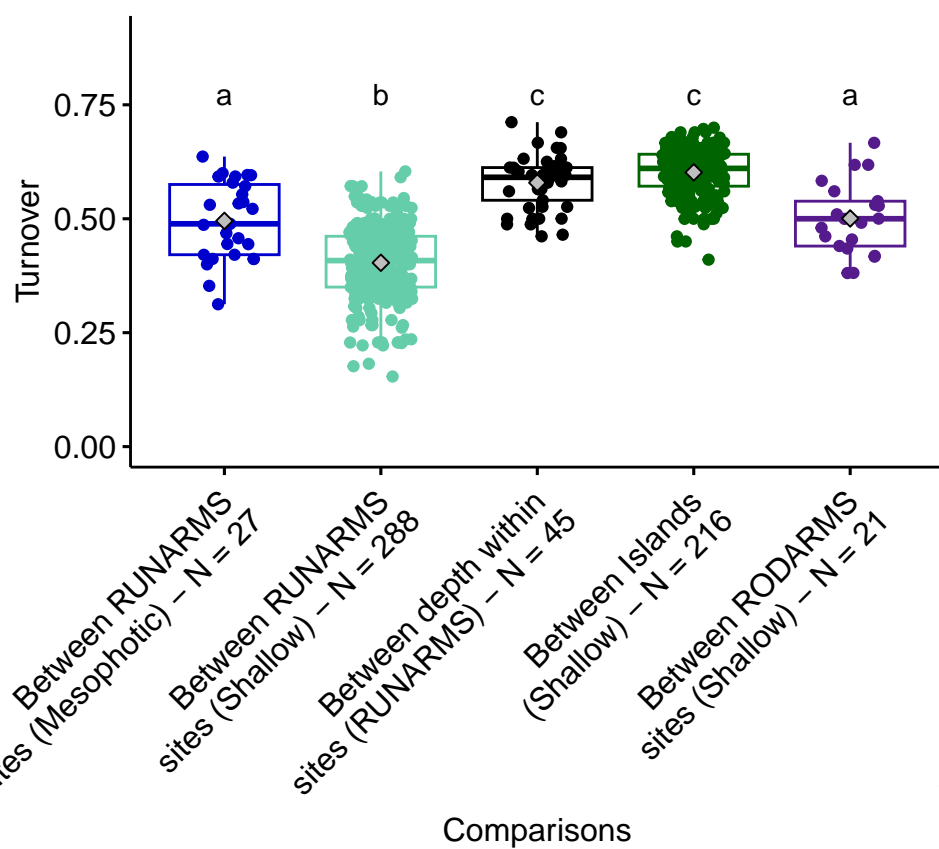 Turnover
0.75
0.50
0.25
0.00
a
b
c
c
a
Between RUNARMS
(Mesophotic) – N = 27
Between RUNARMS
sites (Shallow) – N = 288
Between depth within
sites (RUNARMS) – N = 45
Between Islands
(Shallow) – N = 216
Between RODARMS
sites (Shallow) – N = 21
Comparisons